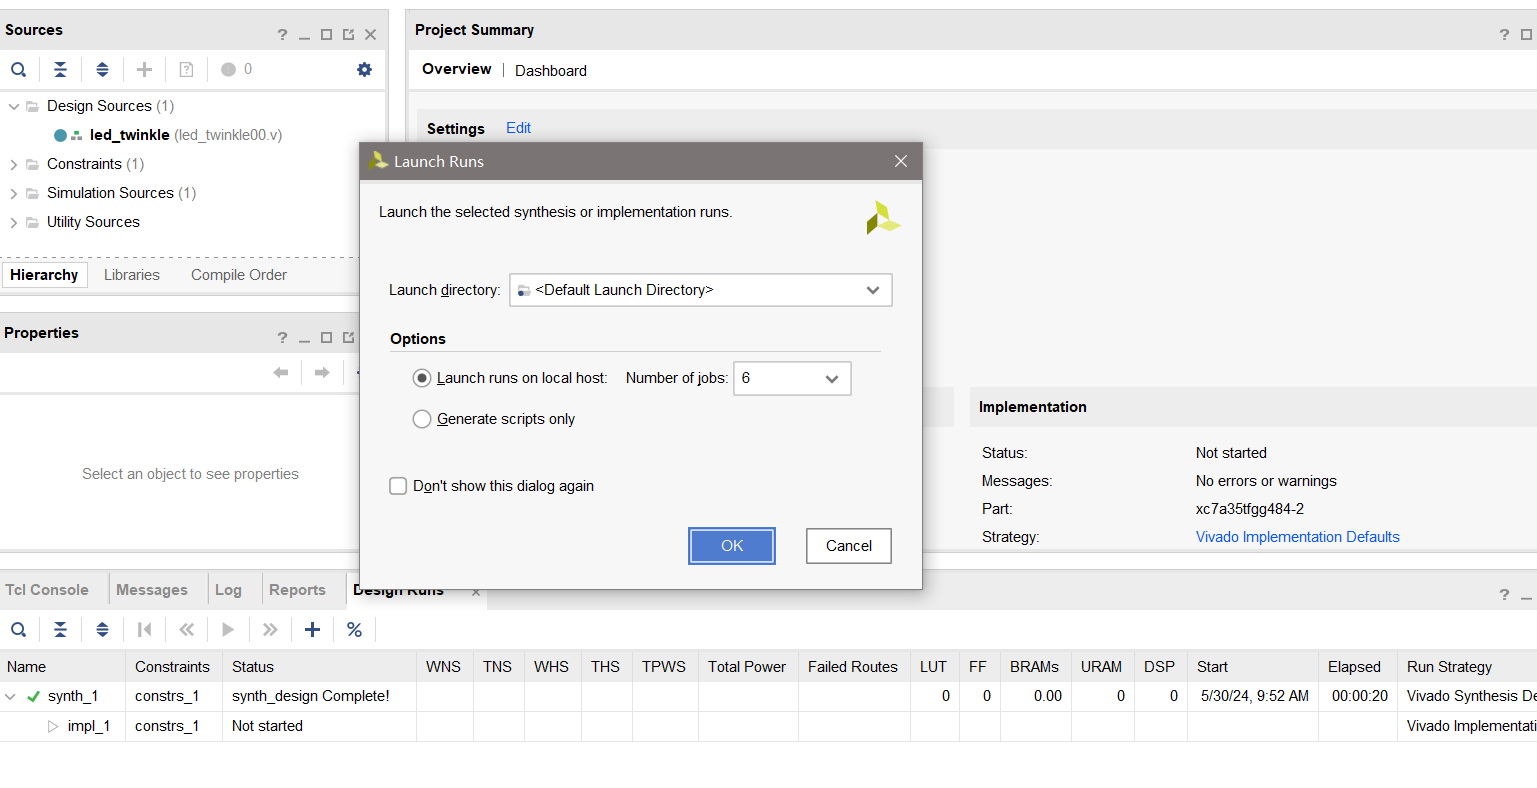 Sources
? _
0
Design Sources (1)
led_twinkle (led_twinkle00.v)
Constraints (1)
Simulation Sources (1)
Utility Sources
Hierarchy Libraries Compile Order
Properties
? _
Select an object to see properties
Project Summary
?
Overview | Dashboard
Settings Edit
Launch Runs
Launch the selected synthesis or implementation runs.
Launch directory: <Default Launch Directory>
Options
Launch runs on local host: Number of jobs: 6
Generate scripts only
Don't show this dialog again
OK Cancel
Implementation
Status: Not started
Messages: No errors or warnings
Part: xc7a35tfgg484-2
Strategy: Vivado Implementation Defaults
Tcl Console Messages Log Reports Design Runs
? _
%
Name Constraints Status WNS TNS WHS THS TPWS Total Power Failed Routes LUT FF BRAMs URAM DSP Start Elapsed Run Strategy
synth_1 constrs_1 synth_design Complete! 0 0 0.00 0 0 5/30/24, 9:52 AM 00:00:20 Vivado Synthesis De
impl_1 constrs_1 Not started Vivado Implementati